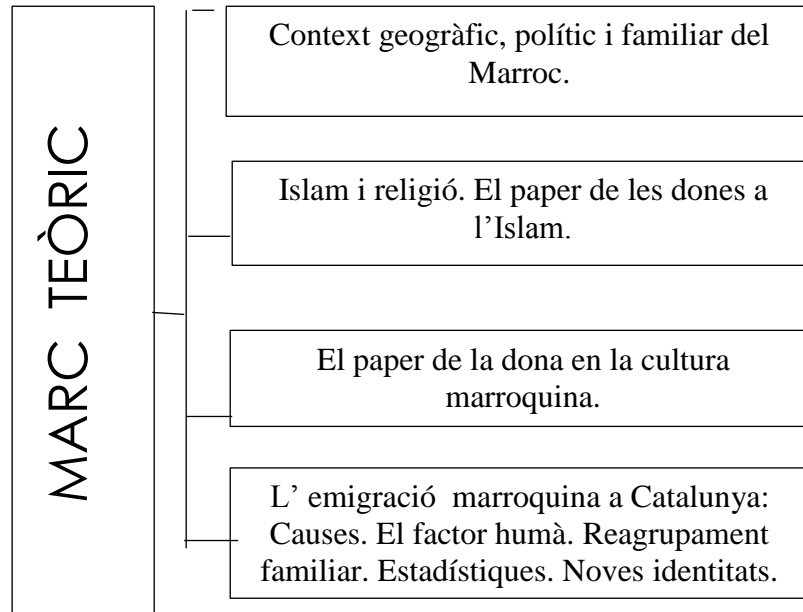 MARC TEÒRIC
Context geogràfic, polític i familiar del
Marroc.
Islam i religió. El paper de les dones a
l’Islam.
El paper de la dona en la cultura
marroquina.
L’ emigració marroquina a Catalunya:
Causes. El factor humà. Reagrupament
familiar. Estadístiques. Noves identitats.